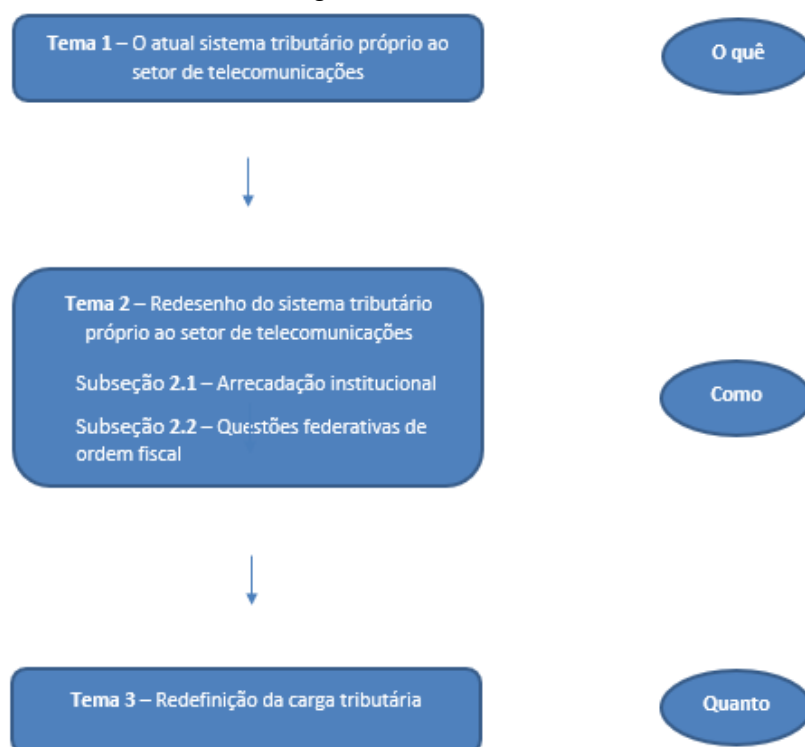 Tema 1 – O atual sistema tributário próprio ao
setor de telecomunicações
O quê
Tema 2 – Redesenho do sistema tributário
próprio ao setor de telecomunicações
Subseção 2.1 – Arrecadação institucional
Subseção 2.2 – Questões federativas de
ordem fiscal
Como
Tema 3 – Redefinição da carga tributária
Quanto